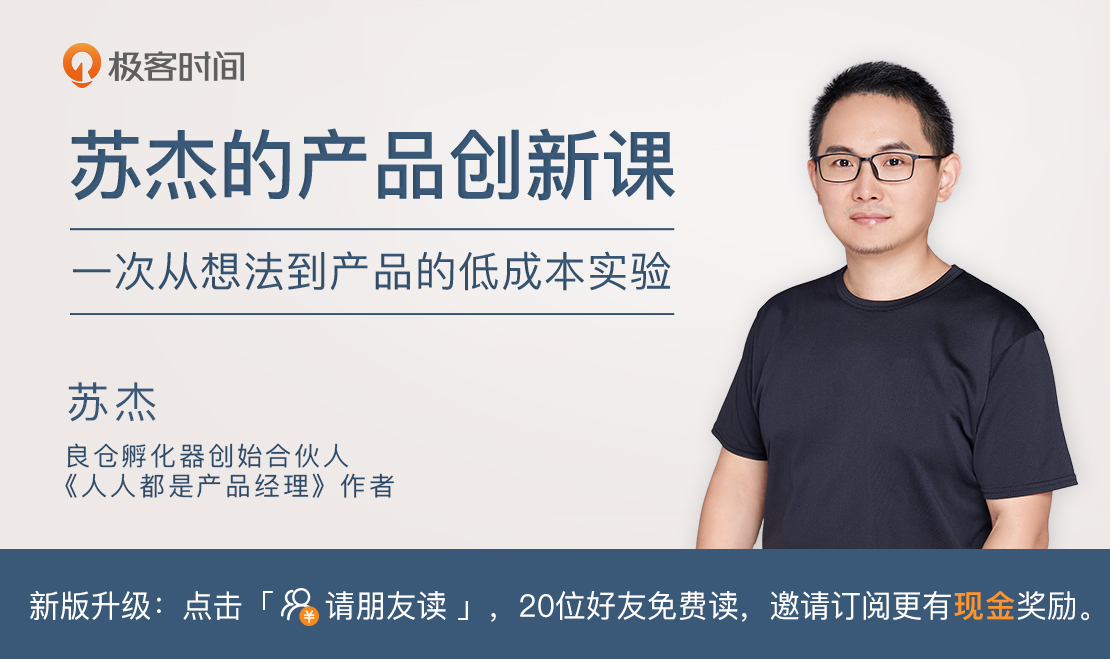 极客时间
苏杰的产品创新课
一次从想法到产品的低成本实验
苏杰
良仓孵化器创始合伙人
《人人都是产品经理》作者
新版升级：点击「¥请朋友读」，20位好友免费读，邀请订阅更有现金奖励。